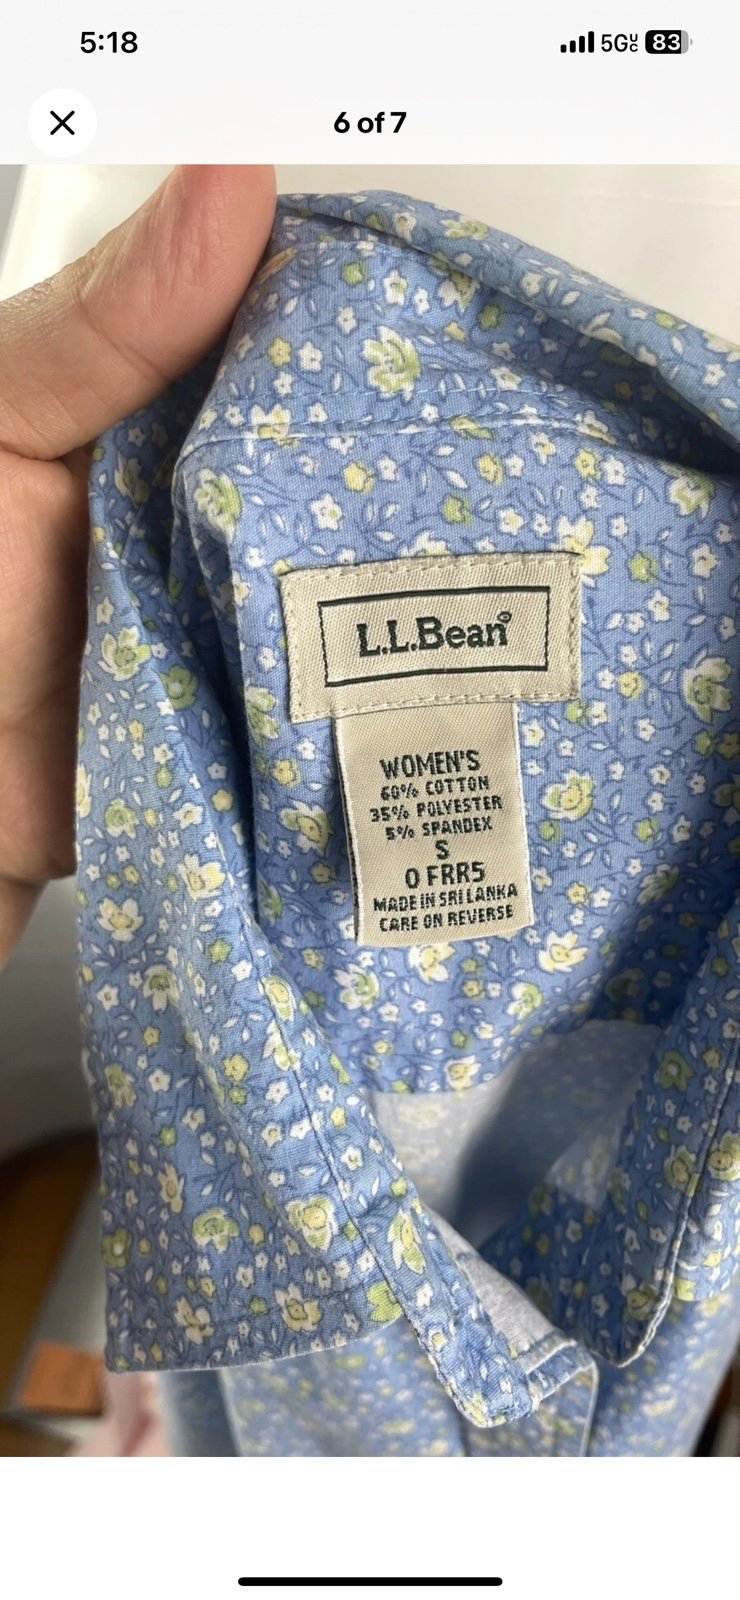 5:18
5GUC 83
6 of 7
L.L.Bean®
WOMEN'S
60% COTTON
35% POLYESTER
5% SPANDEX
S
0 FRR5
MADE IN SRI LANKA
CARE ON REVERSE